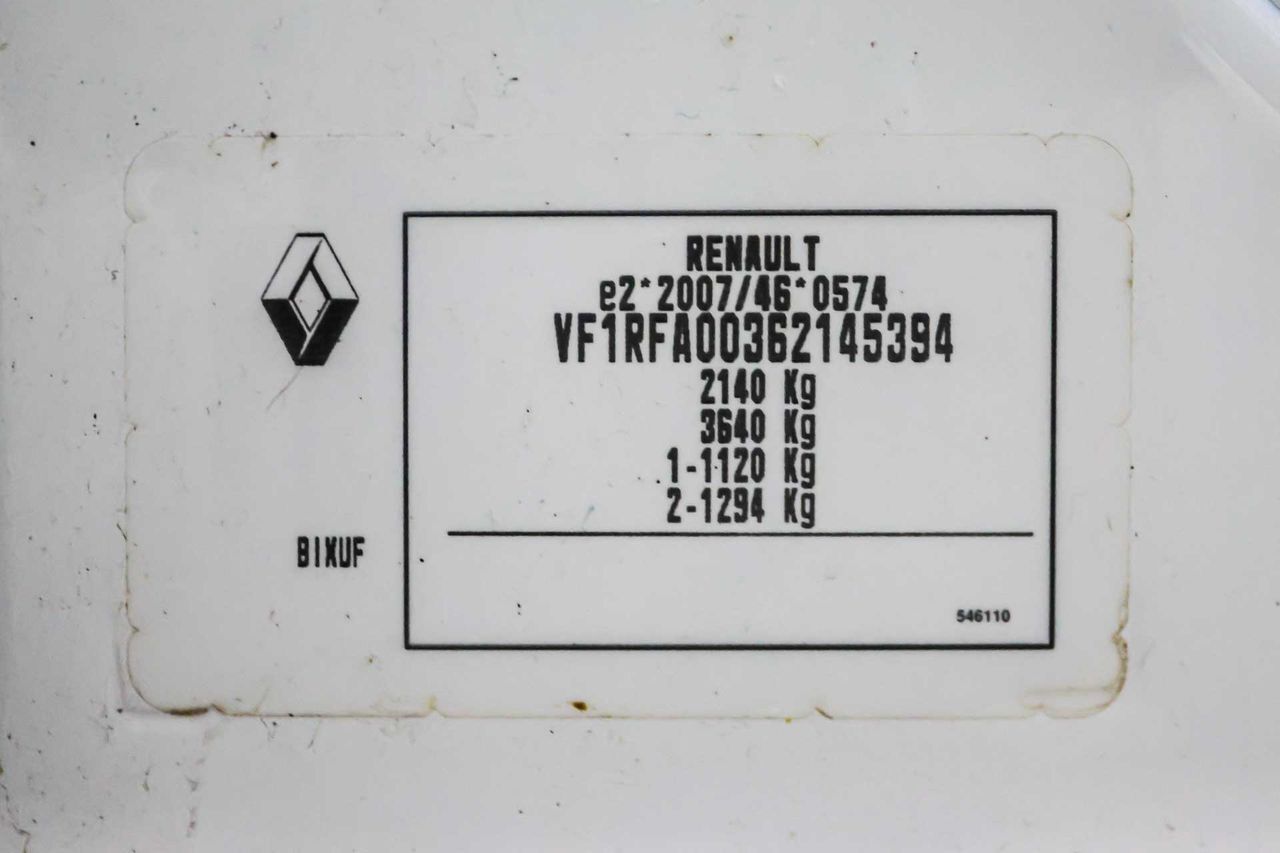 RENAULT
e2*2007/46*0574
VF1RFA00362145394
2140 Kg
3640 Kg
1-1120 Kg
2-1294 Kg
BIXUF
546110